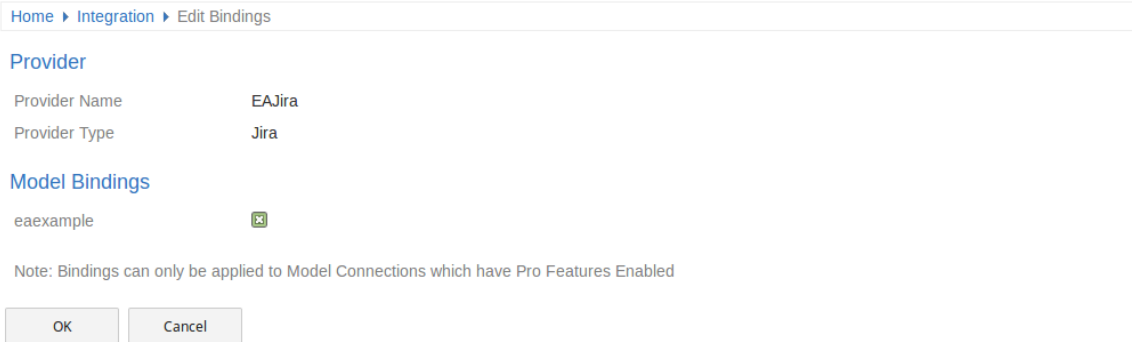 Home Integration Edit Bindings
Provider
Provider Name EAJira
Provider Type Jira
Model Bindings
eaexample
Note: Bindings can only be applied to Model Connections which have Pro Features Enabled
OK Cancel